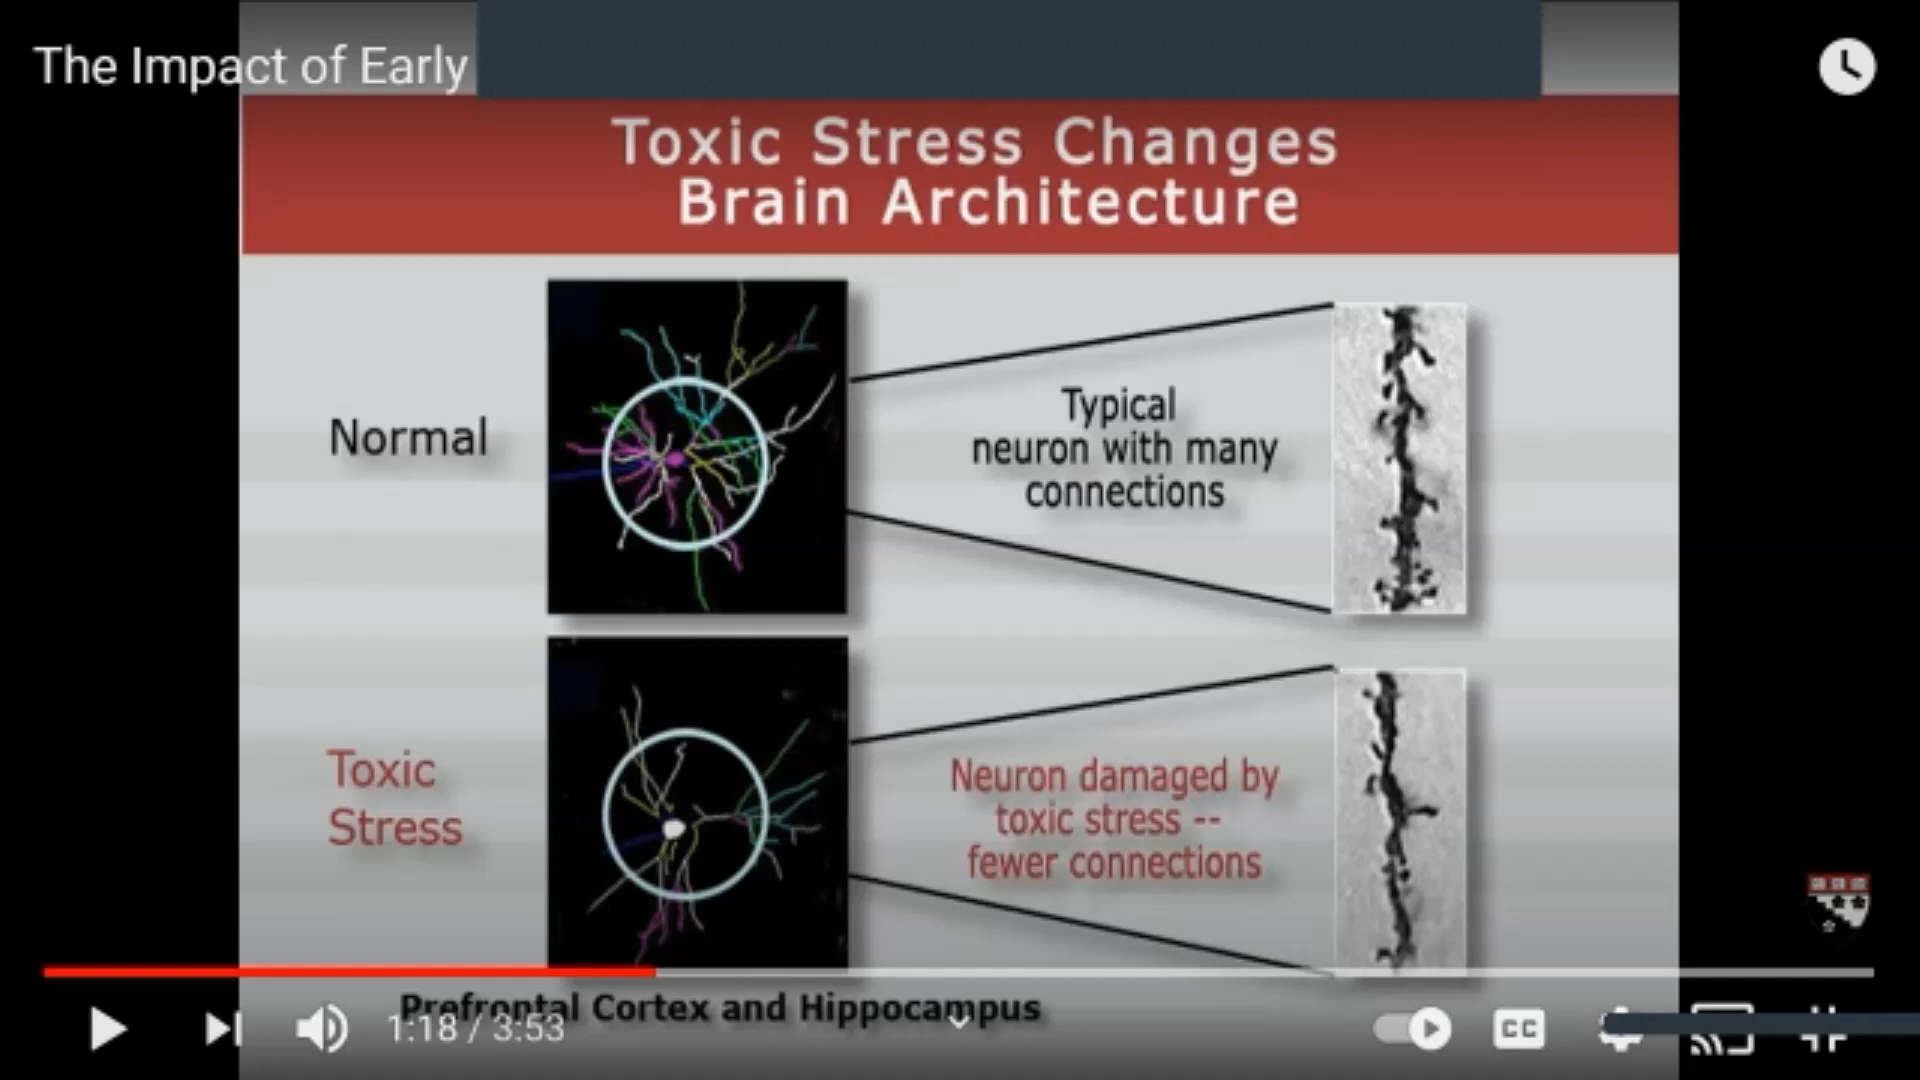 The Impact of Early
Toxic Stress Changes
Brain Architecture
Normal
Typical
neuron with many
connections
Toxic
Stress
Neuron damaged by
toxic stress --
fewer connections
Prefrontal Cortex and Hippocampus
1:18 / 3:53
CC